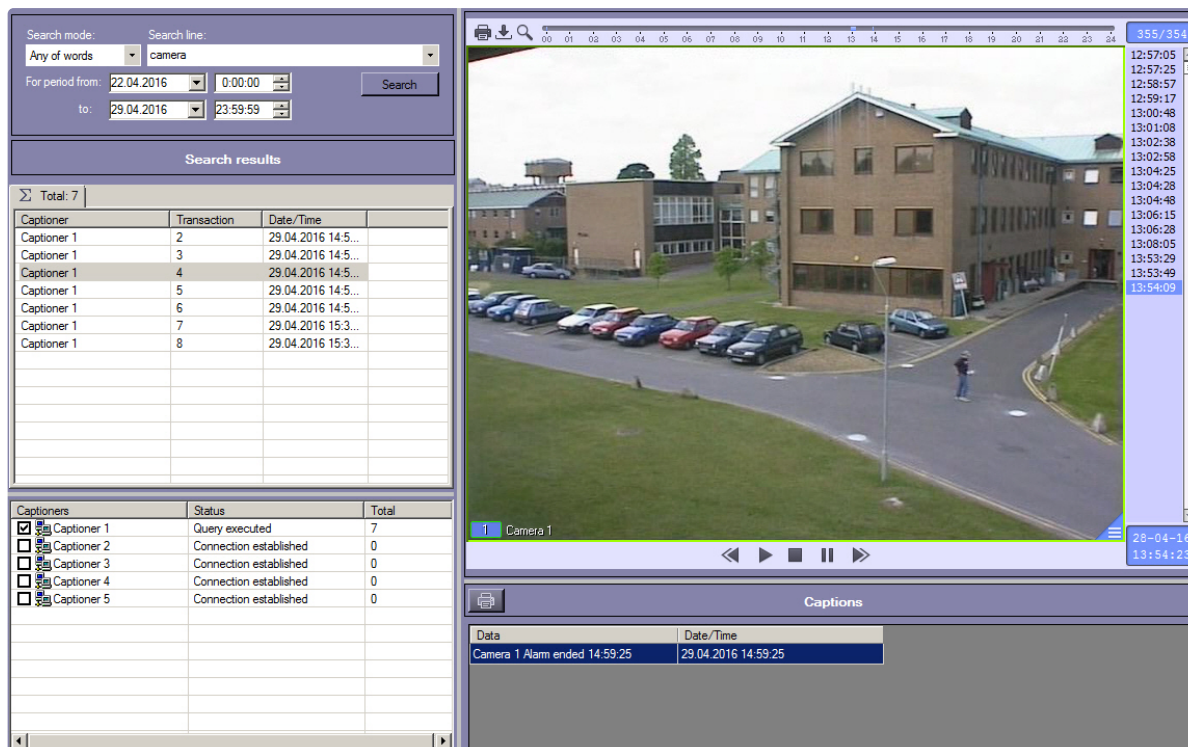 Search mode: Search line:
Any of words camera
For period from: 22.04.2016 0:00:00 Search
to: 29.04.2016 23:59:59
Search results
Σ Total: 7
Captioner Transaction Date/Time
Captioner 1 2 29.04.2016 14:5...
Captioner 1 3 29.04.2016 14:5...
Captioner 1 4 29.04.2016 14:5...
Captioner 1 5 29.04.2016 14:5...
Captioner 1 6 29.04.2016 14:5...
Captioner 1 7 29.04.2016 15:3...
Captioner 1 8 29.04.2016 15:3...
Captioners Status Total
Captioner 1 Query executed 7
Captioner 2 Connection established 0
Captioner 3 Connection established 0
Captioner 4 Connection established 0
Captioner 5 Connection established 0
00 01 02 03 04 05 06 07 08 09 10 11 12 13 14 15 16 17 18 19 20 21 22 23 24
355/354
12:57:05
12:57:25
12:58:57
12:59:17
13:00:48
13:01:08
13:02:38
13:02:58
13:04:25
13:04:28
13:04:48
13:06:15
13:06:28
13:08:05
13:53:29
13:53:49
13:54:09
1 Camera 1
28-04-16
13:54:23
Captions
Data Date/Time
Camera 1 Alarm ended 14:59:25 29.04.2016 14:59:25